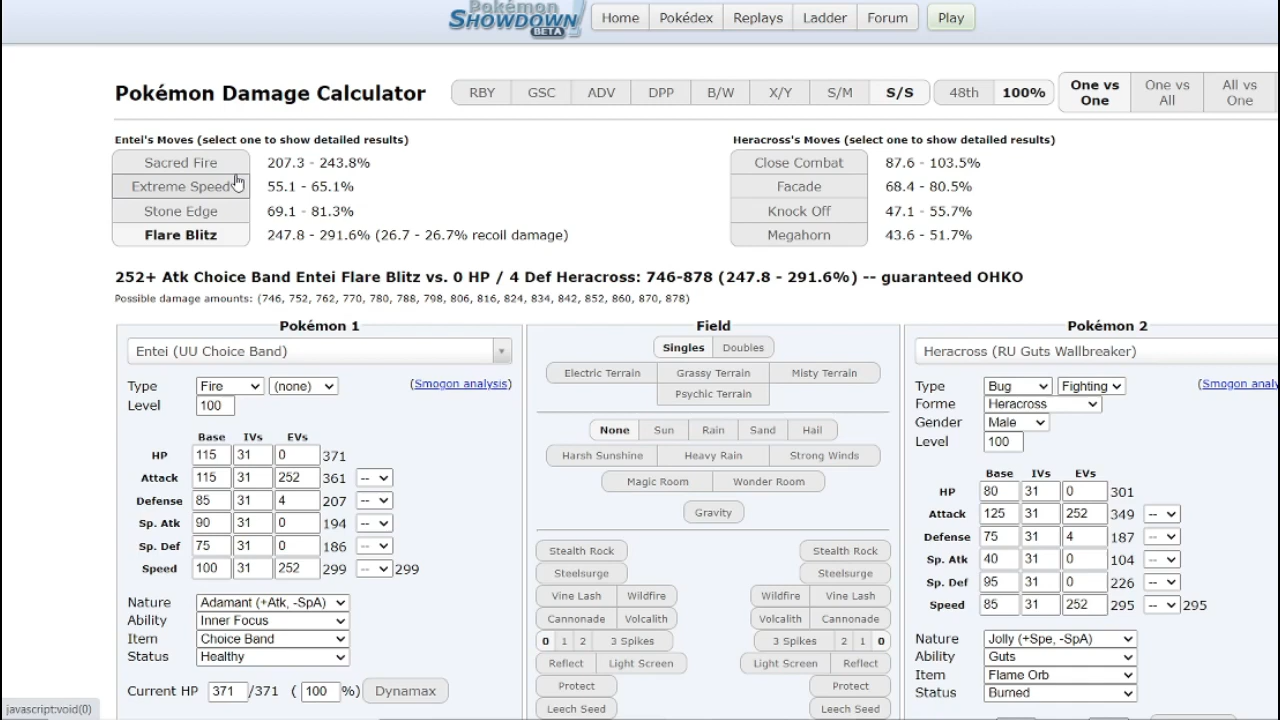 Pokémon
SHOWDOWN
BETA
Home Pokédex Replays Ladder Forum Play
Pokémon Damage Calculator
RBY GSC ADV DPP B/W X/Y S/M S/S 48th 100% One vs One One vs All All vs One
Entei's Moves (select one to show detailed results)
Sacred Fire 207.3 - 243.8%
Extreme Speed 55.1 - 65.1%
Stone Edge 69.1 - 81.3%
Flare Blitz 247.8 - 291.6% (26.7 - 26.7% recoil damage)
Heracross's Moves (select one to show detailed results)
Close Combat 87.6 - 103.5%
Facade 68.4 - 80.5%
Knock Off 47.1 - 55.7%
Megahorn 43.6 - 51.7%
252+ Atk Choice Band Entei Flare Blitz vs. 0 HP / 4 Def Heracross: 746-878 (247.8 - 291.6%) -- guaranteed OHKO
Possible damage amounts: (746, 752, 762, 770, 780, 788, 798, 806, 816, 824, 834, 842, 852, 860, 870, 878)
Pokémon 1
Entei (UU Choice Band)
Type Fire (none) (Smogon analysis)
Level 100
Base IVs EVs
HP 115 31 0 371
Attack 115 31 252 361 --
Defense 85 31 4 207 --
Sp. Atk 90 31 0 194 --
Sp. Def 75 31 0 186 --
Speed 100 31 252 299 -- 299
Nature Adamant (+Atk, -SpA)
Ability Inner Focus
Item Choice Band
Status Healthy
Current HP 371 /371 ( 100 %) Dynamax
Field
Singles Doubles
Electric Terrain Grassy Terrain Misty Terrain
Psychic Terrain
None Sun Rain Sand Hail
Harsh Sunshine Heavy Rain Strong Winds
Magic Room Wonder Room
Gravity
Stealth Rock Stealth Rock
Steelsurge Steelsurge
Vine Lash Wildfire Wildfire Vine Lash
Cannonade Volcalith Volcalith Cannonade
0 1 2 3 Spikes 3 Spikes 2 1 0
Reflect Light Screen Light Screen Reflect
Protect Protect
Leech Seed Leech Seed
Pokémon 2
Heracross (RU Guts Wallbreaker)
Type Bug Fighting (Smogon analy
Forme Heracross
Gender Male
Level 100
Base IVs EVs
HP 80 31 0 301
Attack 125 31 252 349 --
Defense 75 31 4 187 --
Sp. Atk 40 31 0 104 --
Sp. Def 95 31 0 226 --
Speed 85 31 252 295 -- 295
Nature Jolly (+Spe, -SpA)
Ability Guts
Item Flame Orb
Status Burned
javascript:void(0)